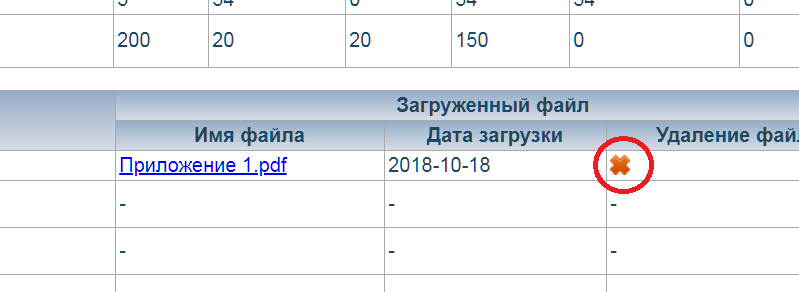 200 20 20 150 0 0
Загруженный файл
Имя файла Дата загрузки Удаление фай
Приложение 1.pdf 2018-10-18
- - -
- - -